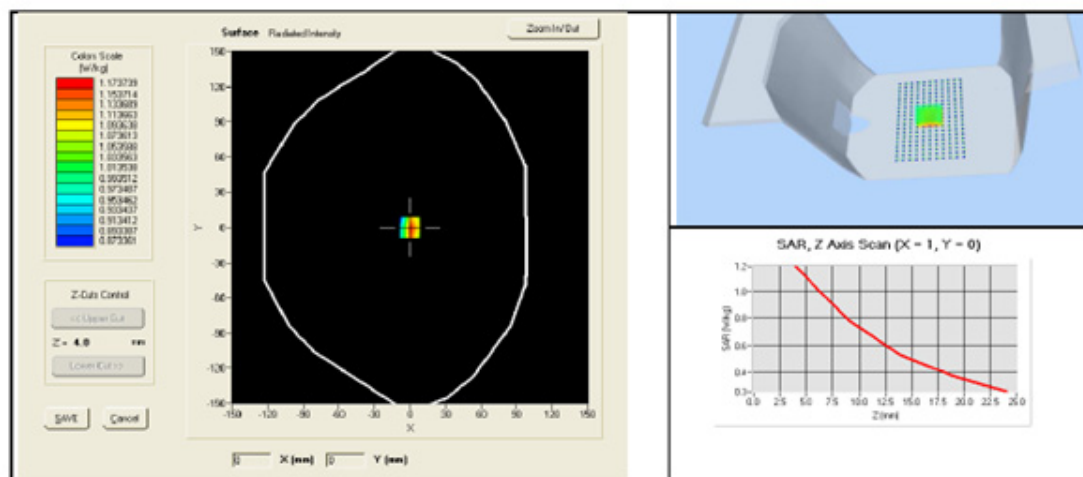 Surface Radiated Intensity
Zoom In/Out
Colors Scale
(W/kg)
1.173739
1.153714
1.133689
1.113663
1.093638
1.073613
1.053588
1.033563
1.013538
0.993512
0.973487
0.953462
0.933437
0.913412
0.893387
0.873361
Z-Cuts Control
<< Upper Cut
Z = 4.0 mm
Lower Cut >>
SAVE Cancel
150
120
90
60
30
0
-30
-60
-90
-120
-150
Y
-150 -120 -90 -60 -30 0 30 60 90 120 150
X
0 X (mm) 0 Y (mm)
SAR, Z Axis Scan (X = 1, Y = 0)
1.2
1.0
0.8
0.6
0.4
0.3
SAR (W/kg)
0.0 2.5 5.0 7.5 10.0 12.5 15.0 17.5 20.0 22.5 25.0
Z (mm)